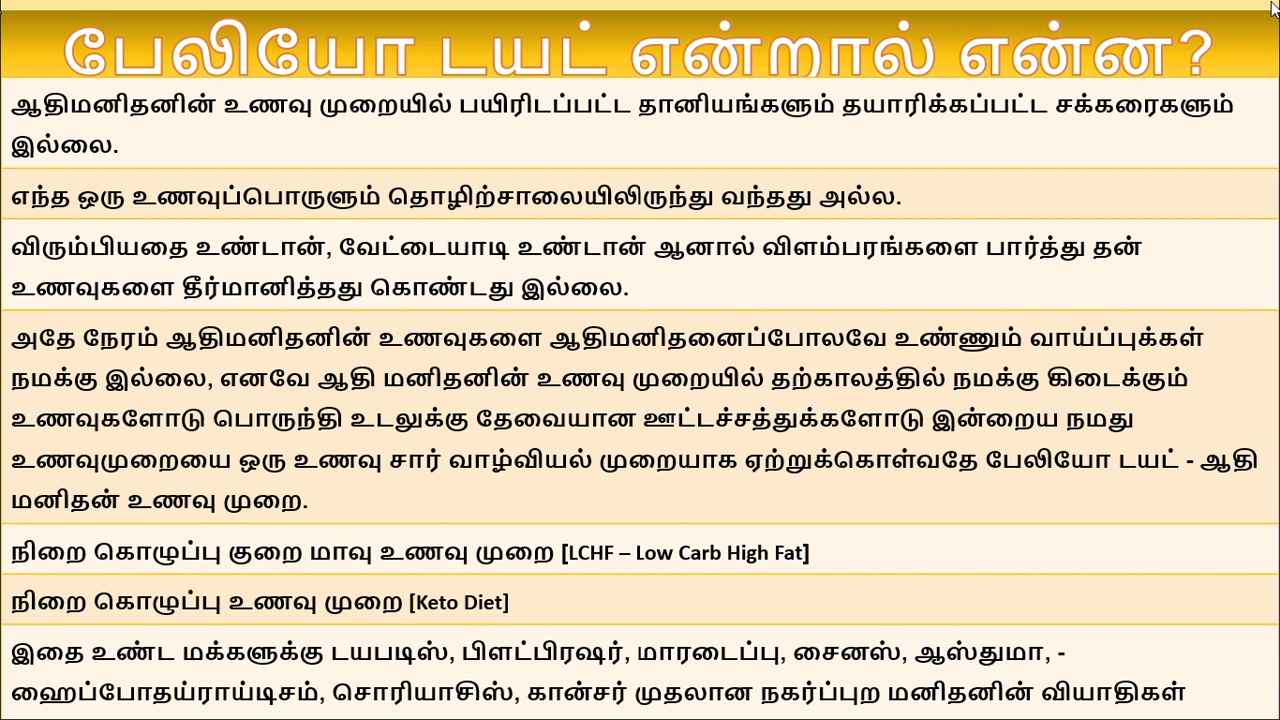 பேலியோ டயட் என்றால் என்ன?
ஆதிமனிதனின் உணவு முறையில் பயிரிடப்பட்ட தானியங்களும் தயாரிக்கப்பட்ட சக்கரைகளும்
இல்லை.
எந்த ஒரு உணவுப்பொருளும் தொழிற்சாலையிலிருந்து வந்தது அல்ல.
விரும்பியதை உண்டான், வேட்டையாடி உண்டான் ஆனால் விளம்பரங்களை பார்த்து தன்
உணவுகளை தீர்மானித்தது கொண்டது இல்லை.
அதே நேரம் ஆதிமனிதனின் உணவுகளை ஆதிமனிதனைப்போலவே உண்ணும் வாய்ப்புக்கள்
நமக்கு இல்லை, எனவே ஆதி மனிதனின் உணவு முறையில் தற்காலத்தில் நமக்கு கிடைக்கும்
உணவுகளோடு பொருந்தி உடலுக்கு தேவையான ஊட்டச்சத்துக்களோடு இன்றைய நமது
உணவுமுறையை ஒரு உணவு சார் வாழ்வியல் முறையாக ஏற்றுக்கொள்வதே பேலியோ டயட் - ஆதி
மனிதன் உணவு முறை.
நிறை கொழுப்பு குறை மாவு உணவு முறை [LCHF – Low Carb High Fat]
நிறை கொழுப்பு உணவு முறை [Keto Diet]
இதை உண்ட மக்களுக்கு டயபடிஸ், பிளட்பிரஷர், மாரடைப்பு, சைனஸ், ஆஸ்துமா, -
ஹைப்போதய்ராய்டிசம், சொரியாசிஸ், கான்சர் முதலான நகர்ப்புற மனிதனின் வியாதிகள்